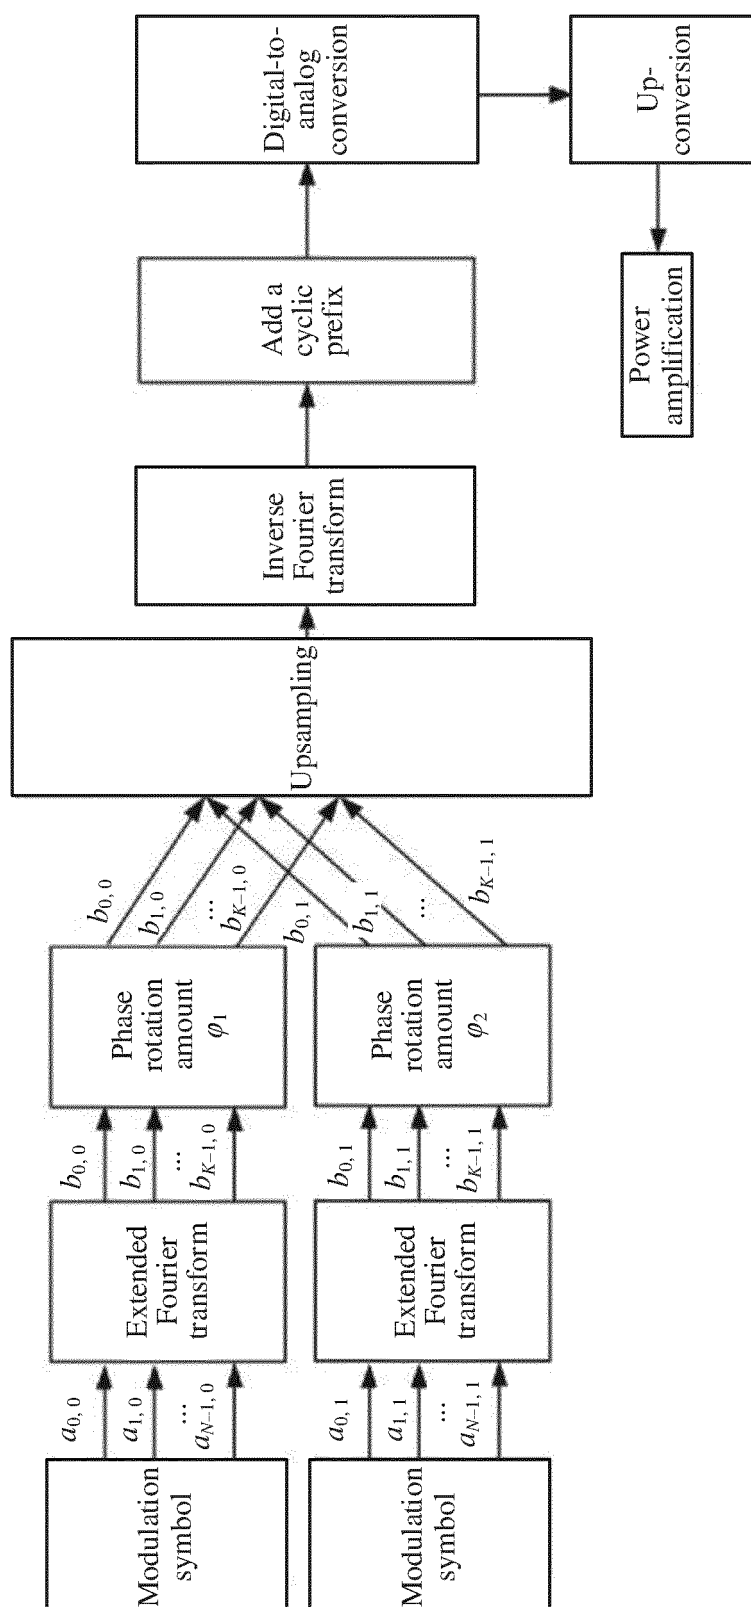 Modulation
symbol
a0, 0
a1, 0
...
aN−1, 0
Extended
Fourier
transform
b0, 0
b1, 0
...
bK−1, 0
Phase
rotation
amount
φ1
b0, 0
b1, 0
...
bK−1, 0
Modulation
symbol
a0, 1
a1, 1
...
aN−1, 1
Extended
Fourier
transform
b0, 1
b1, 1
...
bK−1, 1
Phase
rotation
amount
φ2
b0, 1
b1, 1
...
bK−1, 1
Upsampling
Inverse
Fourier
transform
Add a
cyclic
prefix
Digital-to-
analog
conversion
Up-
conversion
Power
amplification